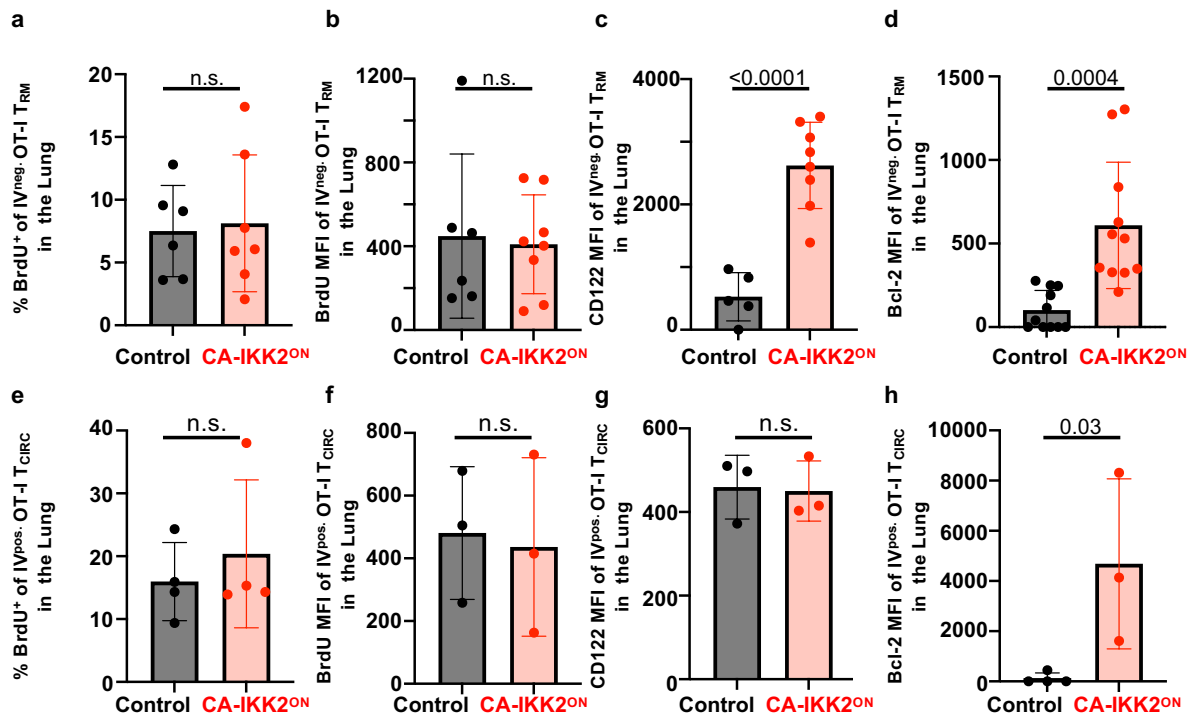 a
% BrdU⁺ of IVⁿᵉᵍ· OT-I TRM
in the Lung
20
15
10
5
0
n.s.
Control CA-IKK2ᴼᴺ
b
BrdU MFI of IVⁿᵉᵍ· OT-I TRM
in the Lung
1200
800
600
400
200
0
n.s.
Control CA-IKK2ᴼᴺ
c
CD122 MFI of IVⁿᵉᵍ· OT-I TRM
in the Lung
4000
2000
0
<0.0001
Control CA-IKK2ᴼᴺ
d
Bcl-2 MFI of IVⁿᵉᵍ· OT-I TRM
in the Lung
1500
1000
500
0
0.0004
Control CA-IKK2ᴼᴺ
e
% BrdU⁺ of IVᵖᵒˢ· OT-I TCIRC
in the Lung
40
30
20
10
0
n.s.
Control CA-IKK2ᴼᴺ
f
BrdU MFI of IVᵖᵒˢ· OT-I TCIRC
in the Lung
800
600
400
200
0
n.s.
Control CA-IKK2ᴼᴺ
g
CD122 MFI of IVᵖᵒˢ· OT-I TCIRC
in the Lung
600
400
200
0
n.s.
Control CA-IKK2ᴼᴺ
h
Bcl-2 MFI of IVᵖᵒˢ· OT-I TCIRC
in the Lung
10000
8000
6000
4000
2000
0
0.03
Control CA-IKK2ᴼᴺ